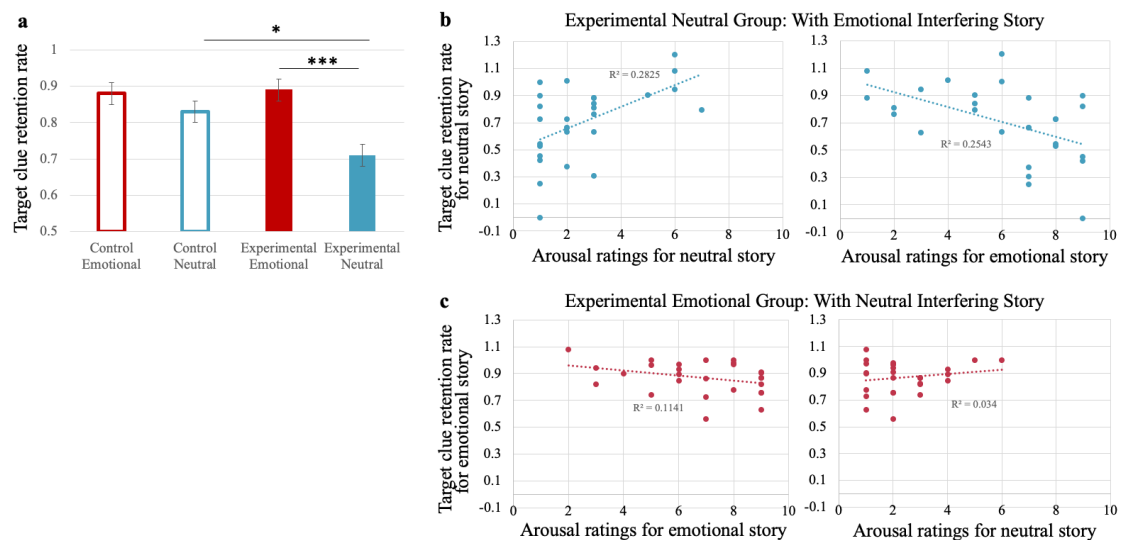 a
Target clue retention rate
1
0.9
0.8
0.7
0.6
0.5
*
***
Control
Emotional
Control
Neutral
Experimental
Emotional
Experimental
Neutral
b
Experimental Neutral Group: With Emotional Interfering Story
Target clue retention rate
for neutral story
1.3
1.1
0.9
0.7
0.5
0.3
0.1
-0.1
R² = 0.2825
0 2 4 6 8 10
Arousal ratings for neutral story
1.3
1.1
0.9
0.7
0.5
0.3
0.1
-0.1
R² = 0.2543
0 2 4 6 8 10
Arousal ratings for emotional story
c
Experimental Emotional Group: With Neutral Interfering Story
Target clue retention rate
for emotional story
1.3
1.1
0.9
0.7
0.5
0.3
0.1
-0.1
R² = 0.1141
0 2 4 6 8 10
Arousal ratings for emotional story
1.3
1.1
0.9
0.7
0.5
0.3
0.1
-0.1
R² = 0.034
0 2 4 6 8 10
Arousal ratings for neutral story